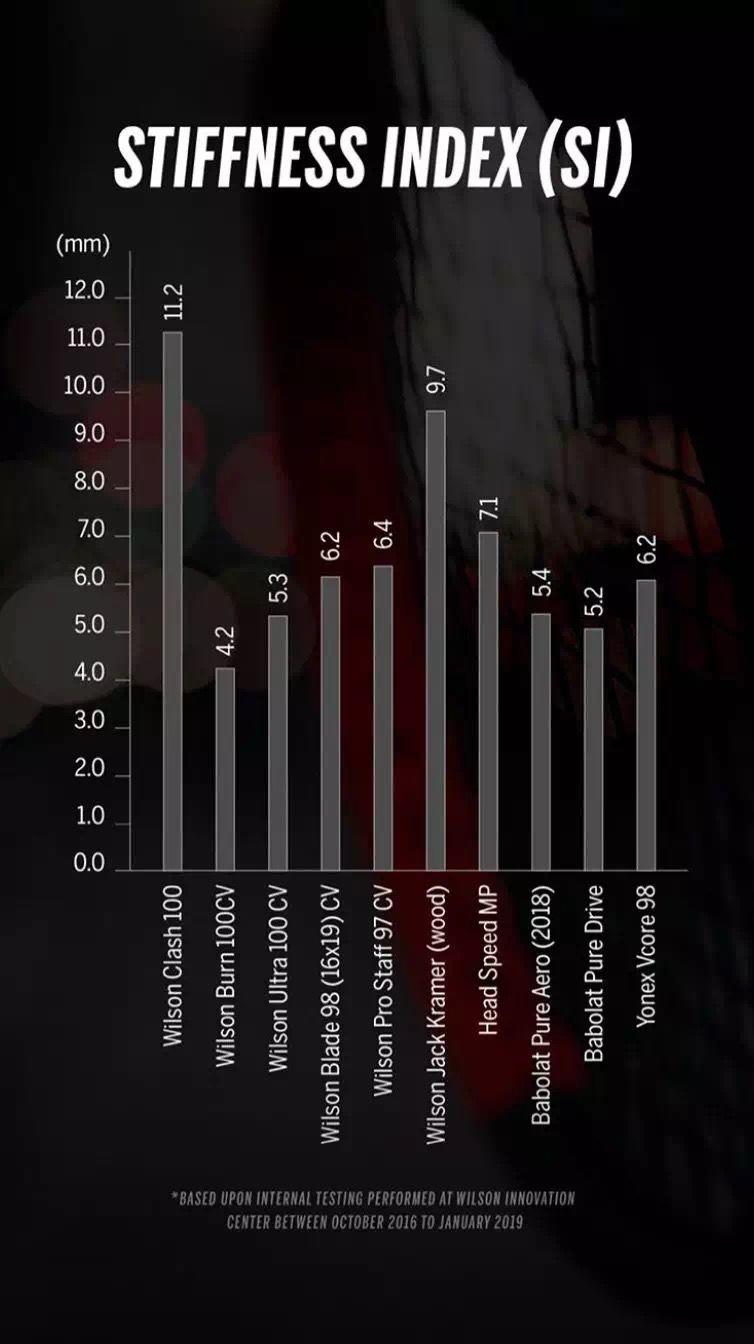 STIFFNESS INDEX (SI)
(mm)
12.0
11.0
10.0
9.0
8.0
7.0
6.0
5.0
4.0
3.0
2.0
1.0
0.0
11.2
4.2
5.3
6.2
6.4
9.7
7.1
5.4
5.2
6.2
Wilson Clash 100
Wilson Burn 100CV
Wilson Ultra 100 CV
Wilson Blade 98 (16x19) CV
Wilson Pro Staff 97 CV
Wilson Jack Kramer (wood)
Head Speed MP
Babolat Pure Aero (2018)
Babolat Pure Drive
Yonex Vcore 98
*BASED UPON INTERNAL TESTING PERFORMED AT WILSON INNOVATION
CENTER BETWEEN OCTOBER 2016 TO JANUARY 2019